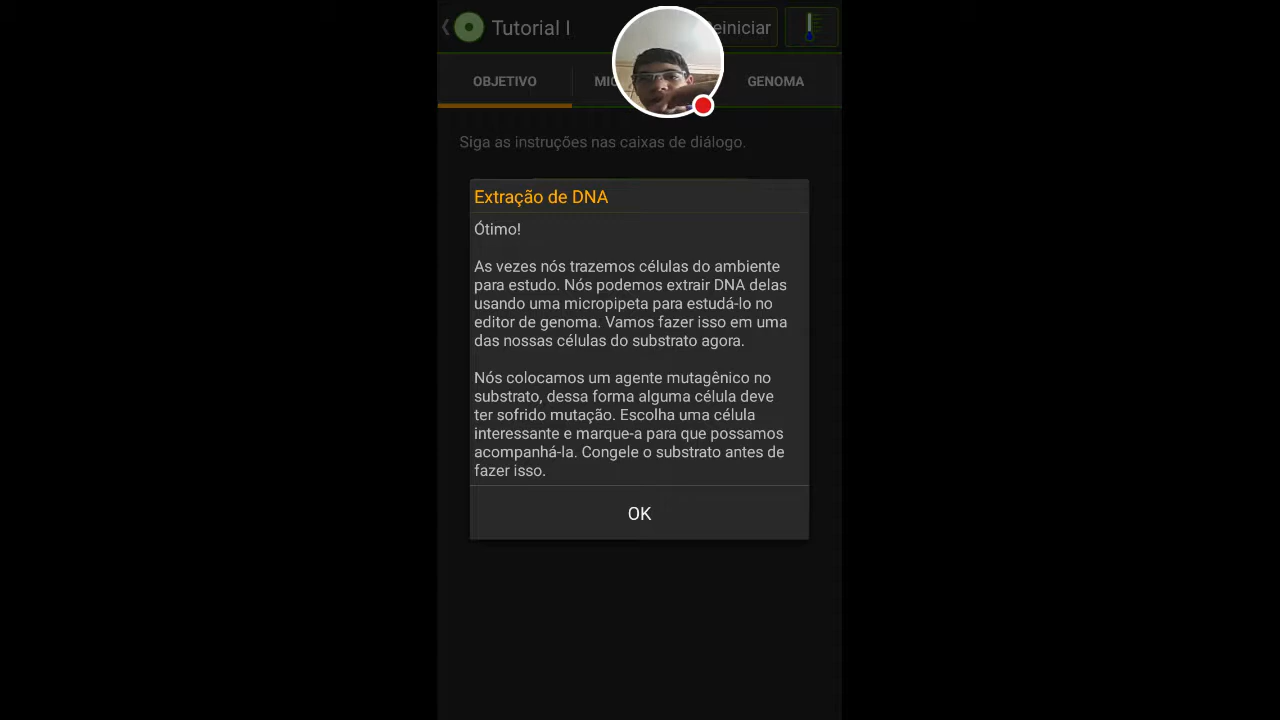 Tutorial I
einiciar
OBJETIVO
GENOMA
Siga as instruções nas caixas de diálogo.
Extração de DNA
Ótimo!
As vezes nós trazemos células do ambiente
para estudo. Nós podemos extrair DNA delas
usando uma micropipeta para estudá-lo no
editor de genoma. Vamos fazer isso em uma
das nossas células do substrato agora.
Nós colocamos um agente mutagênico no
substrato, dessa forma alguma célula deve
ter sofrido mutação. Escolha uma célula
interessante e marque-a para que possamos
acompanhá-la. Congele o substrato antes de
fazer isso.
OK